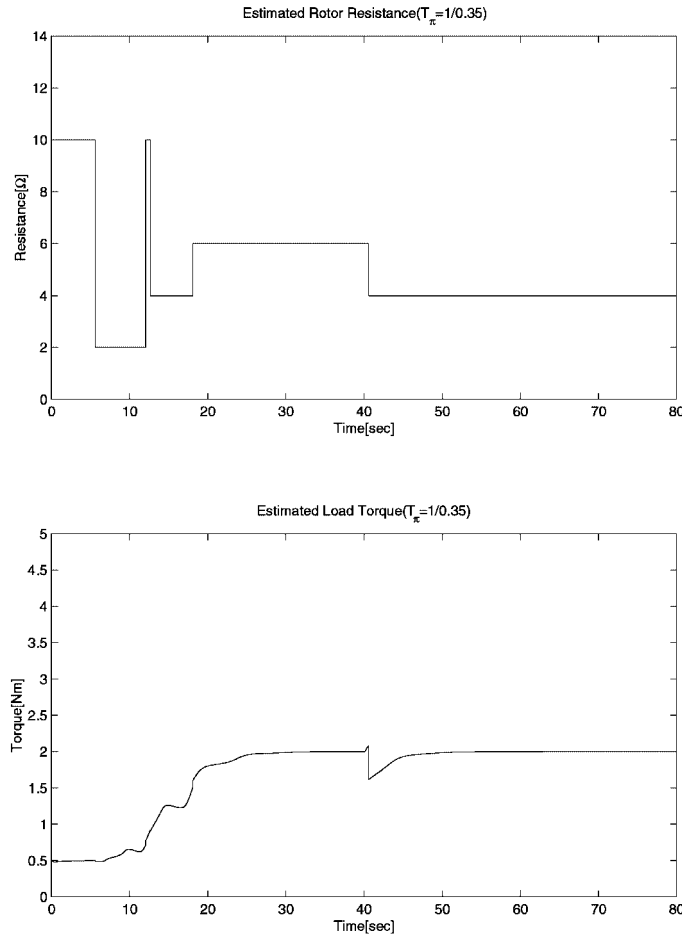 Estimated Rotor Resistance(Tπ=1/0.35)
14
12
10
8
6
4
2
0
Resistance[Ω]
0 10 20 30 40 50 60 70 80
Time[sec]
Estimated Load Torque(Tπ=1/0.35)
5
4.5
4
3.5
3
2.5
2
1.5
1
0.5
0
Torque[Nm]
0 10 20 30 40 50 60 70 80
Time[sec]